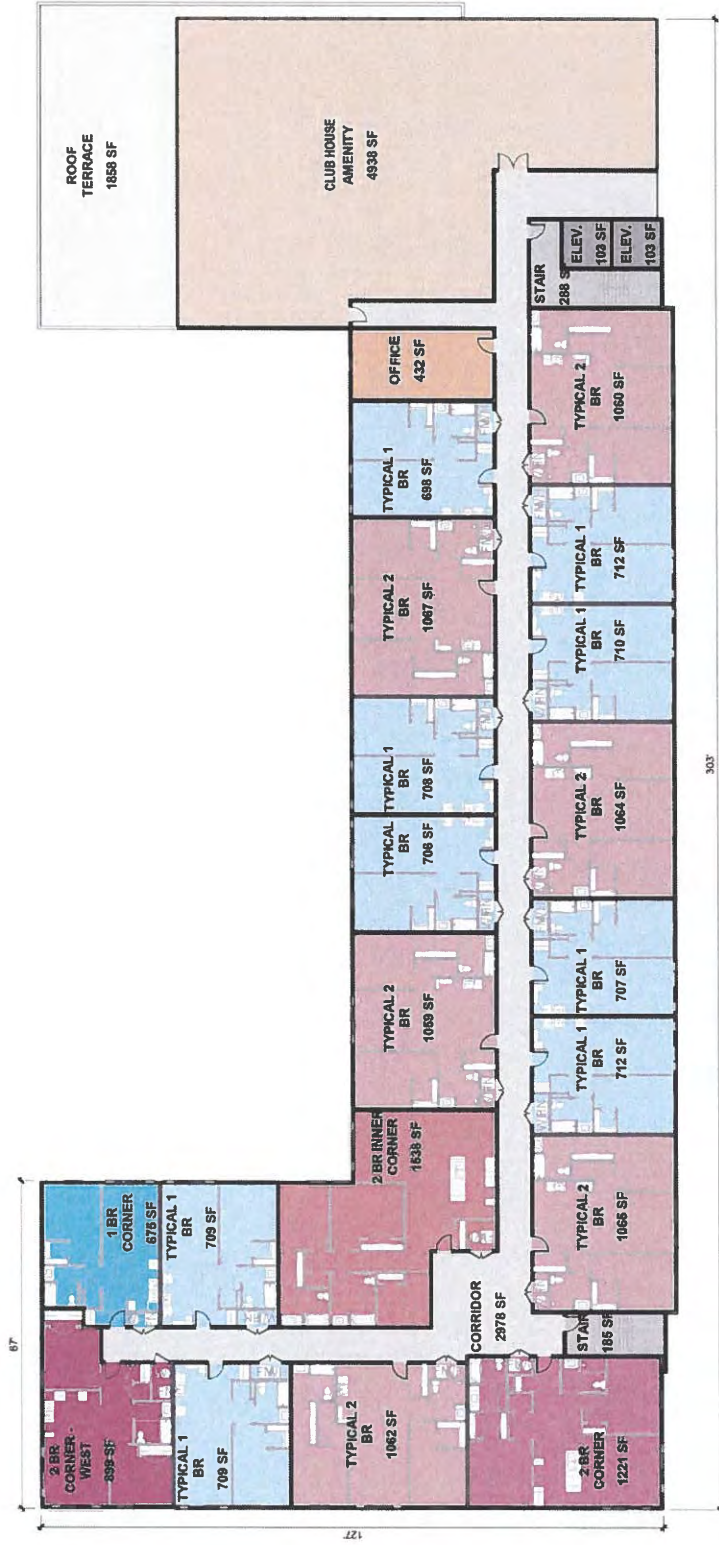 ROOF
TERRACE
1858 SF
CLUB HOUSE
AMENITY
4938 SF
STAIR
288 SF
ELEV.
103 SF
ELEV.
103 SF
OFFICE
432 SF
TYPICAL 1
BR
698 SF
TYPICAL 2
BR
1067 SF
TYPICAL 1
BR
708 SF
TYPICAL
BR
706 SF
TYPICAL 2
BR
1059 SF
2 BR INNER
CORNER
1538 SF
TYPICAL 2
BR
1060 SF
TYPICAL 1
BR
712 SF
TYPICAL 1
BR
710 SF
TYPICAL 2
BR
1064 SF
TYPICAL 1
BR
707 SF
TYPICAL 1
BR
712 SF
TYPICAL 2
BR
1065 SF
STAIR
185 SF
CORRIDOR
2978 SF
1 BR
CORNER
675 SF
TYPICAL 1
BR
709 SF
2 BR
CORNER -
WEST
899 SF
TYPICAL 1
BR
709 SF
TYPICAL 2
BR
1062 SF
2 BR
CORNER
1221 SF
67'
127'
303'